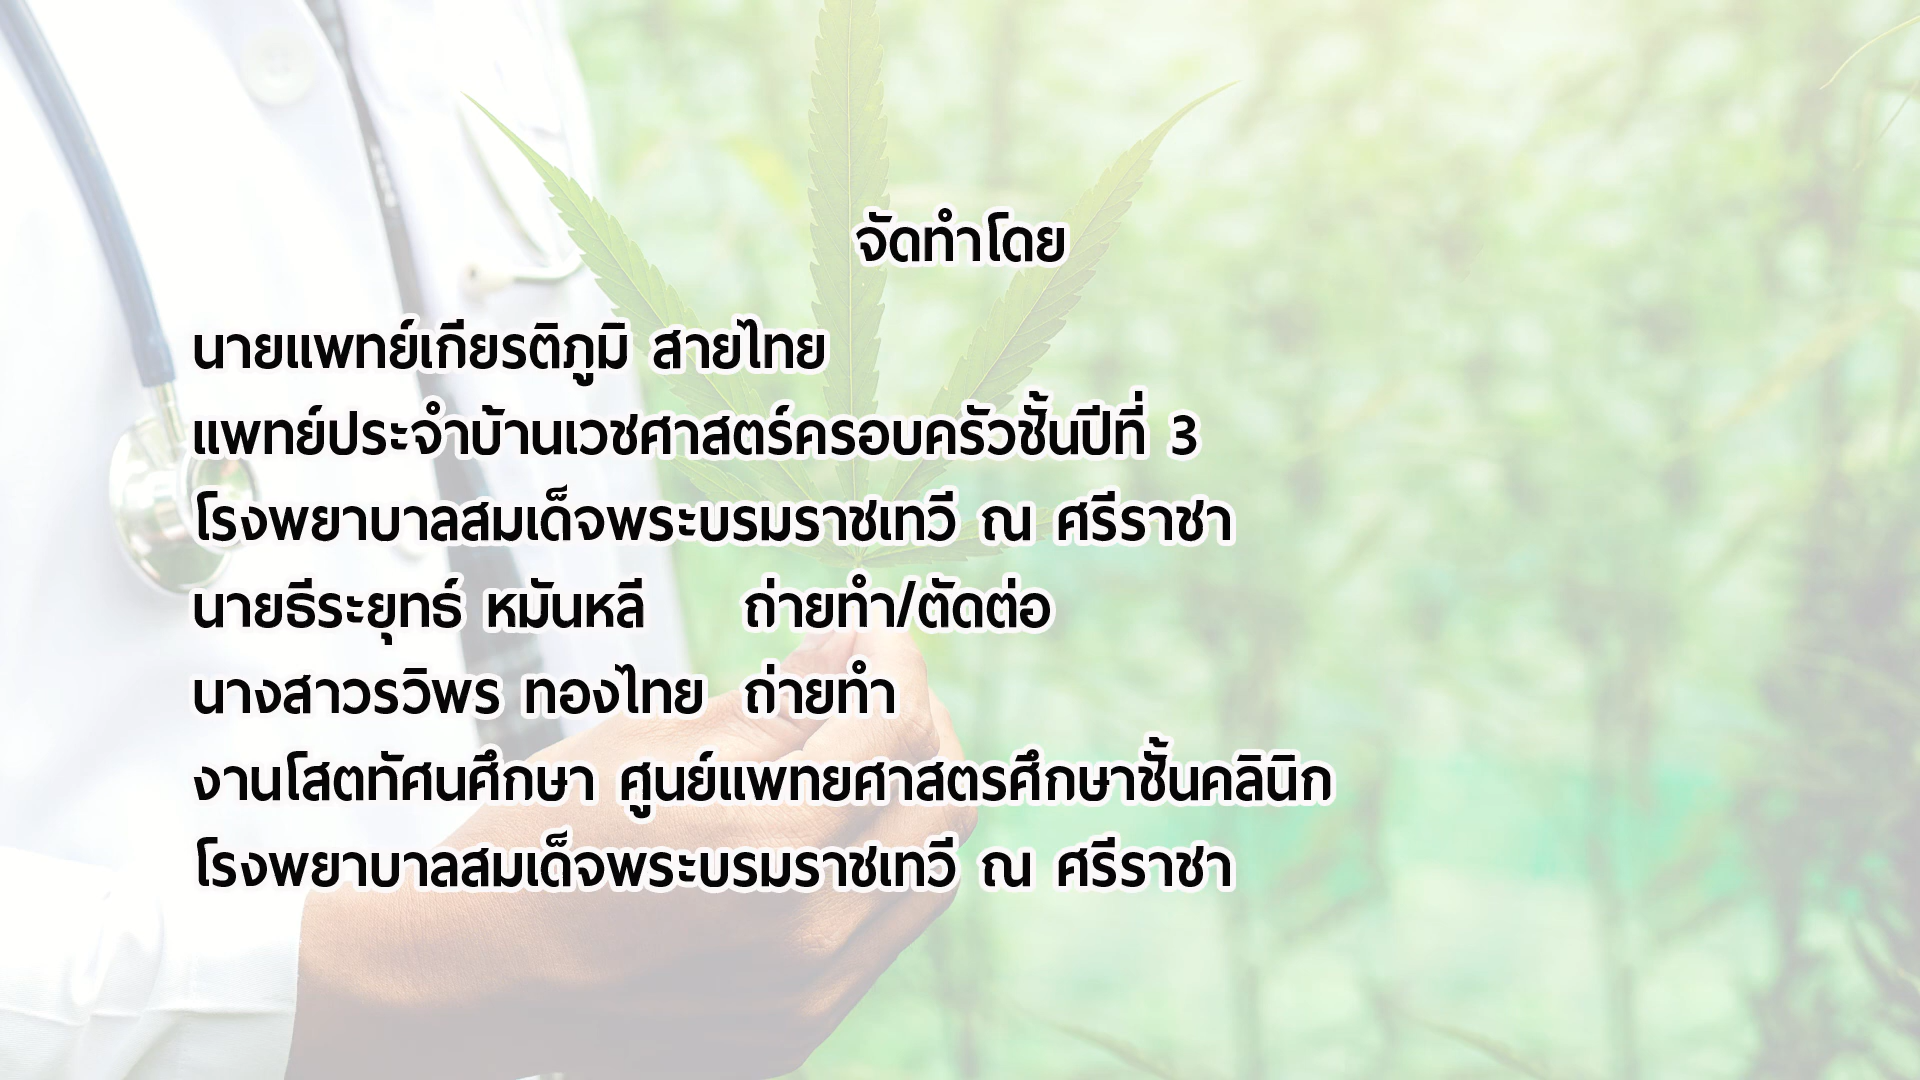 จัดทำโดย
นายแพทย์เกียรติภูมิ สายไทย
แพทย์ประจำบ้านเวชศาสตร์ครอบครัวชั้นปีที่ 3
โรงพยาบาลสมเด็จพระบรมราชเทวี ณ ศรีราชา
นายธีระยุทธ์ หมันหลี ถ่ายทำ/ตัดต่อ
นางสาวรวิพร ทองไทย ถ่ายทำ
งานโสตทัศนศึกษา ศูนย์แพทยศาสตรศึกษาชั้นคลินิก
โรงพยาบาลสมเด็จพระบรมราชเทวี ณ ศรีราชา